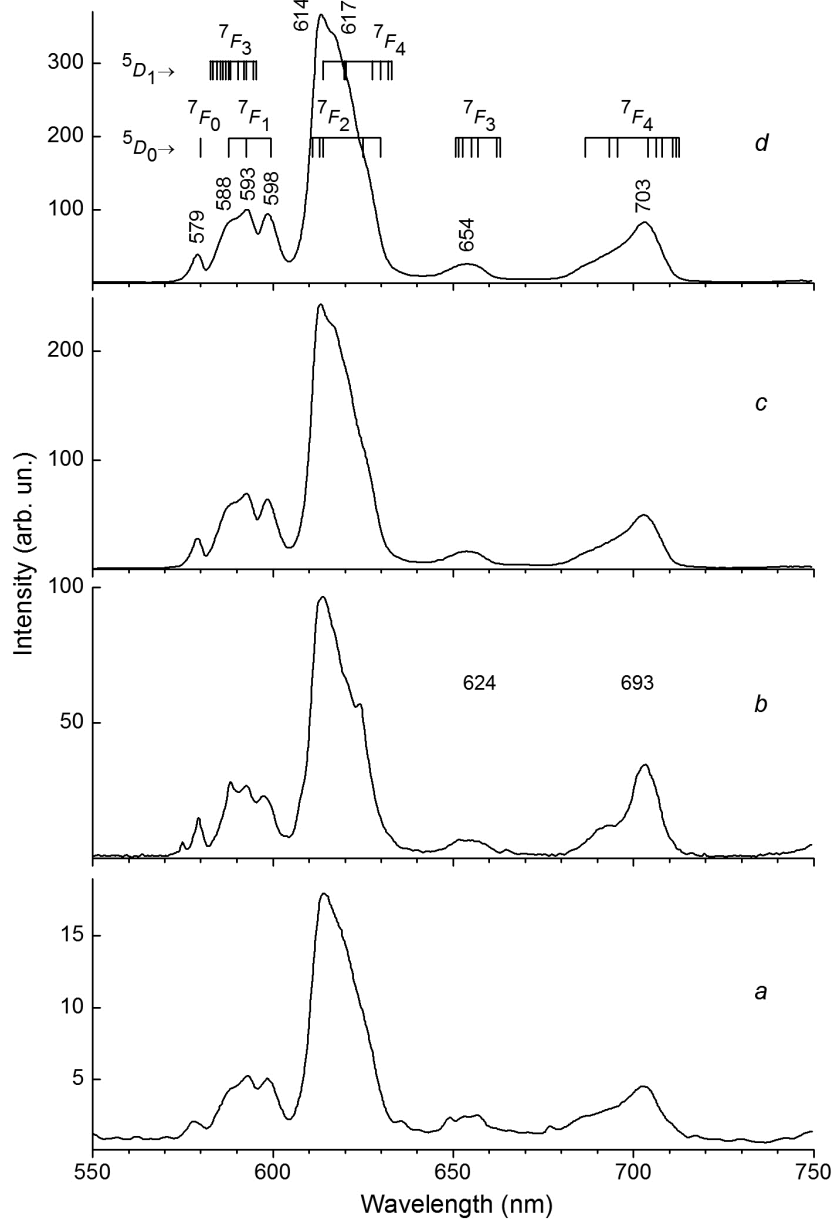 614 617
⁷F₃ ⁷F₄
⁵D₁→
⁷F₀ ⁷F₁ ⁷F₂ ⁷F₃ ⁷F₄
⁵D₀→
d
579 588 593 598 654 703
300
200
100
c
200
100
Intensity (arb. un.)
100
624 693
b
50
a
15
10
5
550 600 650 700 750
Wavelength (nm)